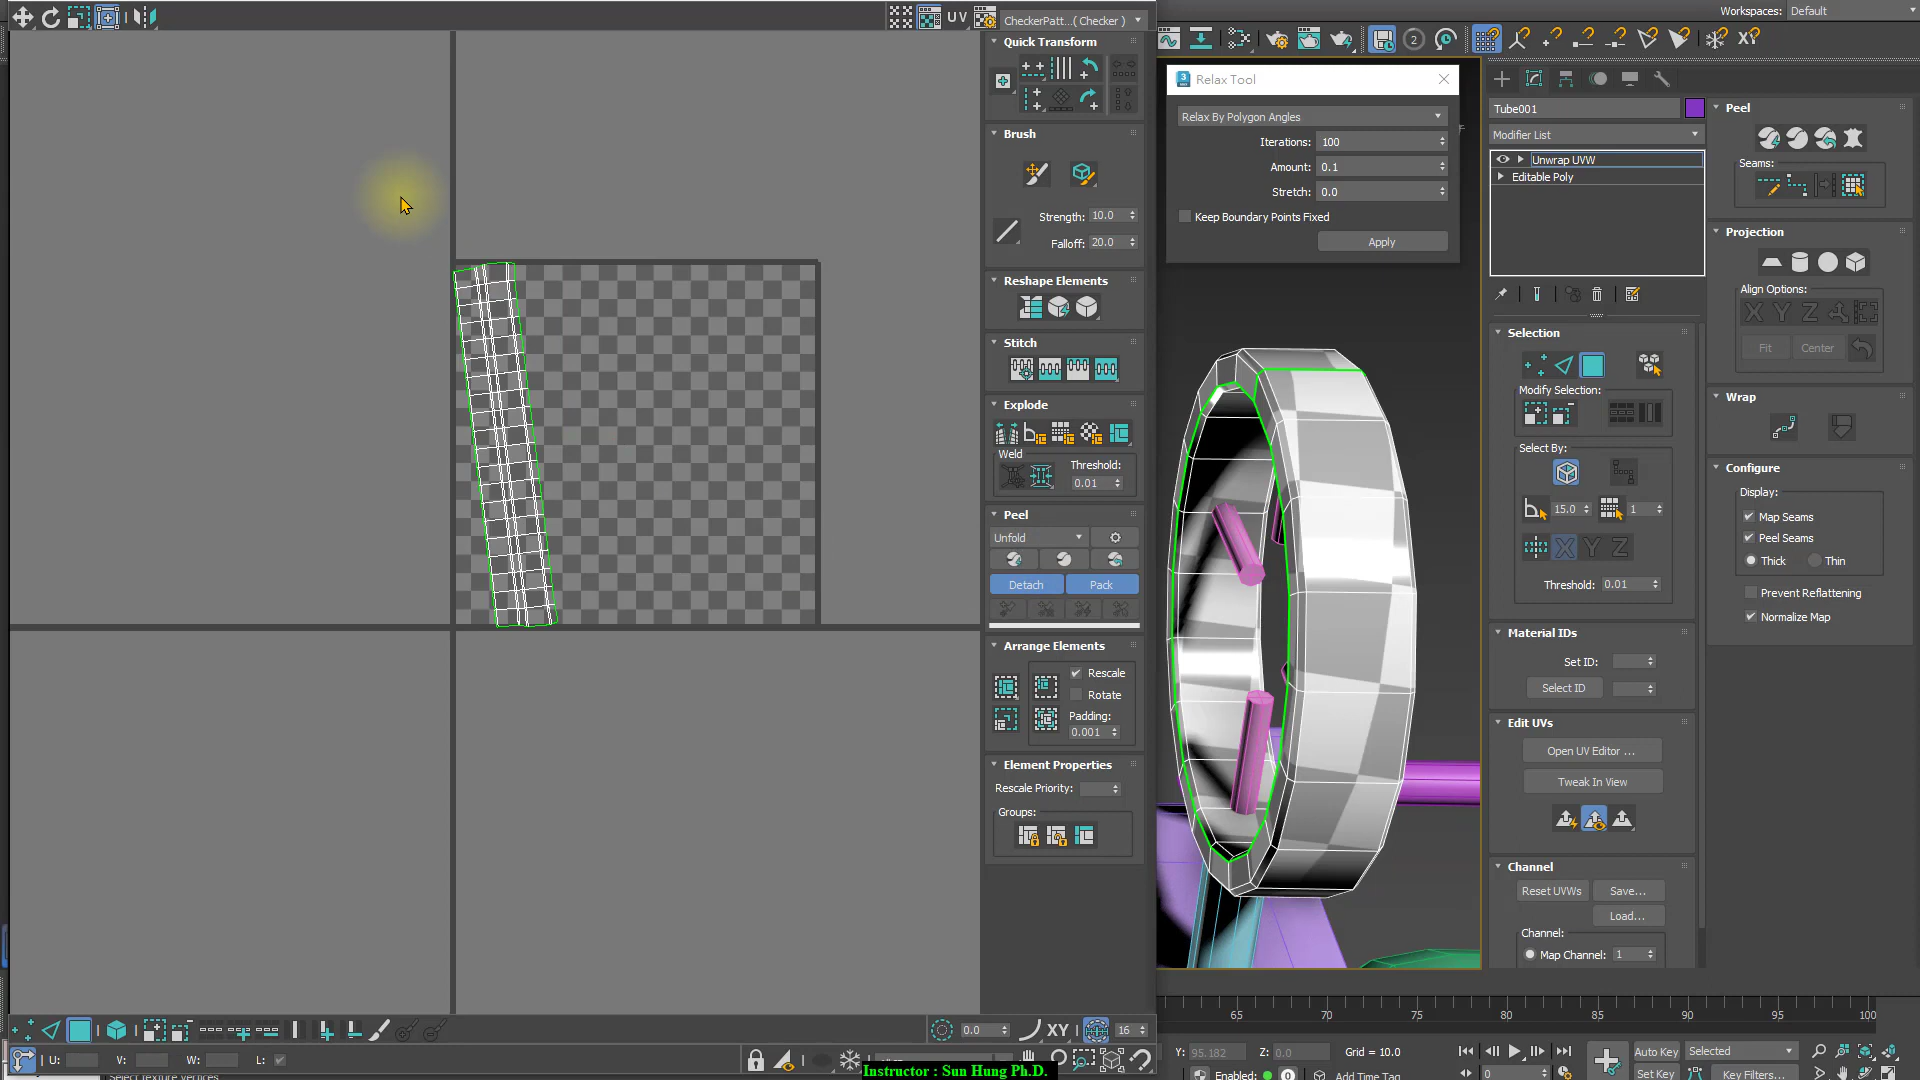 Workspaces: Default
UV
CheckerPatt...( Checker )
Quick Transform
Brush
Strength: 10.0
Falloff: 20.0
Reshape Elements
Stitch
Explode
Weld
Threshold:
0.01
Peel
Unfold
Detach
Pack
Arrange Elements
Rescale
Rotate
Padding:
0.001
Element Properties
Rescale Priority:
Groups:
0.0
XY
16
U:
V:
W:
L:
3 Relax Tool
Relax By Polygon Angles
Iterations: 100
Amount: 0.1
Stretch: 0.0
Keep Boundary Points Fixed
Apply
2
XY
Tube001
Modifier List
Unwrap UVW
Editable Poly
Selection
Modify Selection:
Select By:
15.0
1
X Y Z
Threshold: 0.01
Material IDs
Set ID:
Select ID
Edit UVs
Open UV Editor ...
Tweak In View
Channel
Reset UVWs
Save...
Load...
Channel:
Map Channel: 1
Peel
Seams:
Projection
Align Options:
X Y Z
Fit
Center
Wrap
Configure
Display:
Map Seams
Peel Seams
Thick
Thin
Prevent Reflattening
Normalize Map
65 70 75 80 85 90 95 100
Y: 95.182 Z: 0.0 Grid = 10.0
Auto Key
Selected
Enabled: 0 Add Time Tag
0
Set Key
Key Filters...
Select texture vertices
Instructor : Sun Hung Ph.D.